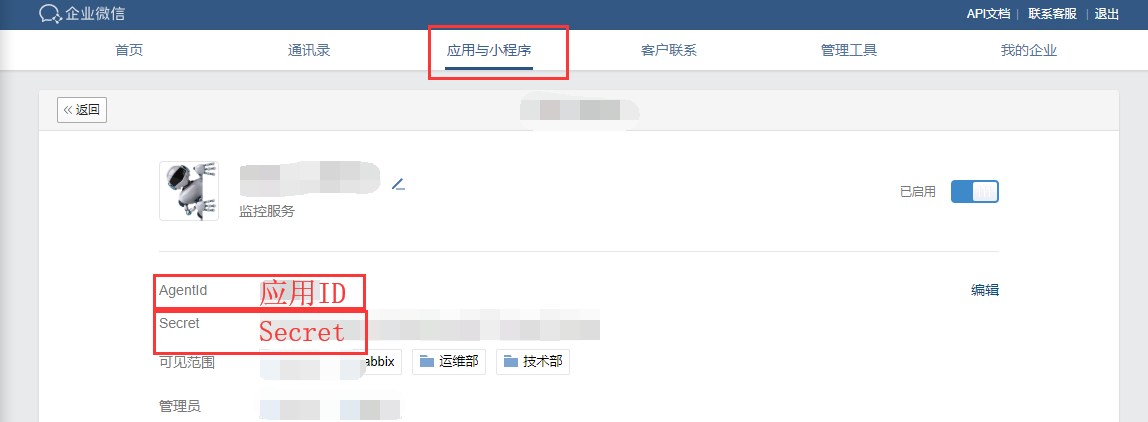 企业微信
API文档 | 联系客服 | 退出
首页 通讯录 应用与小程序 客户联系 管理工具 我的企业
返回
监控服务
已启用
AgentId 应用ID 编辑
Secret Secret
可见范围 abbix 运维部 技术部
管理员